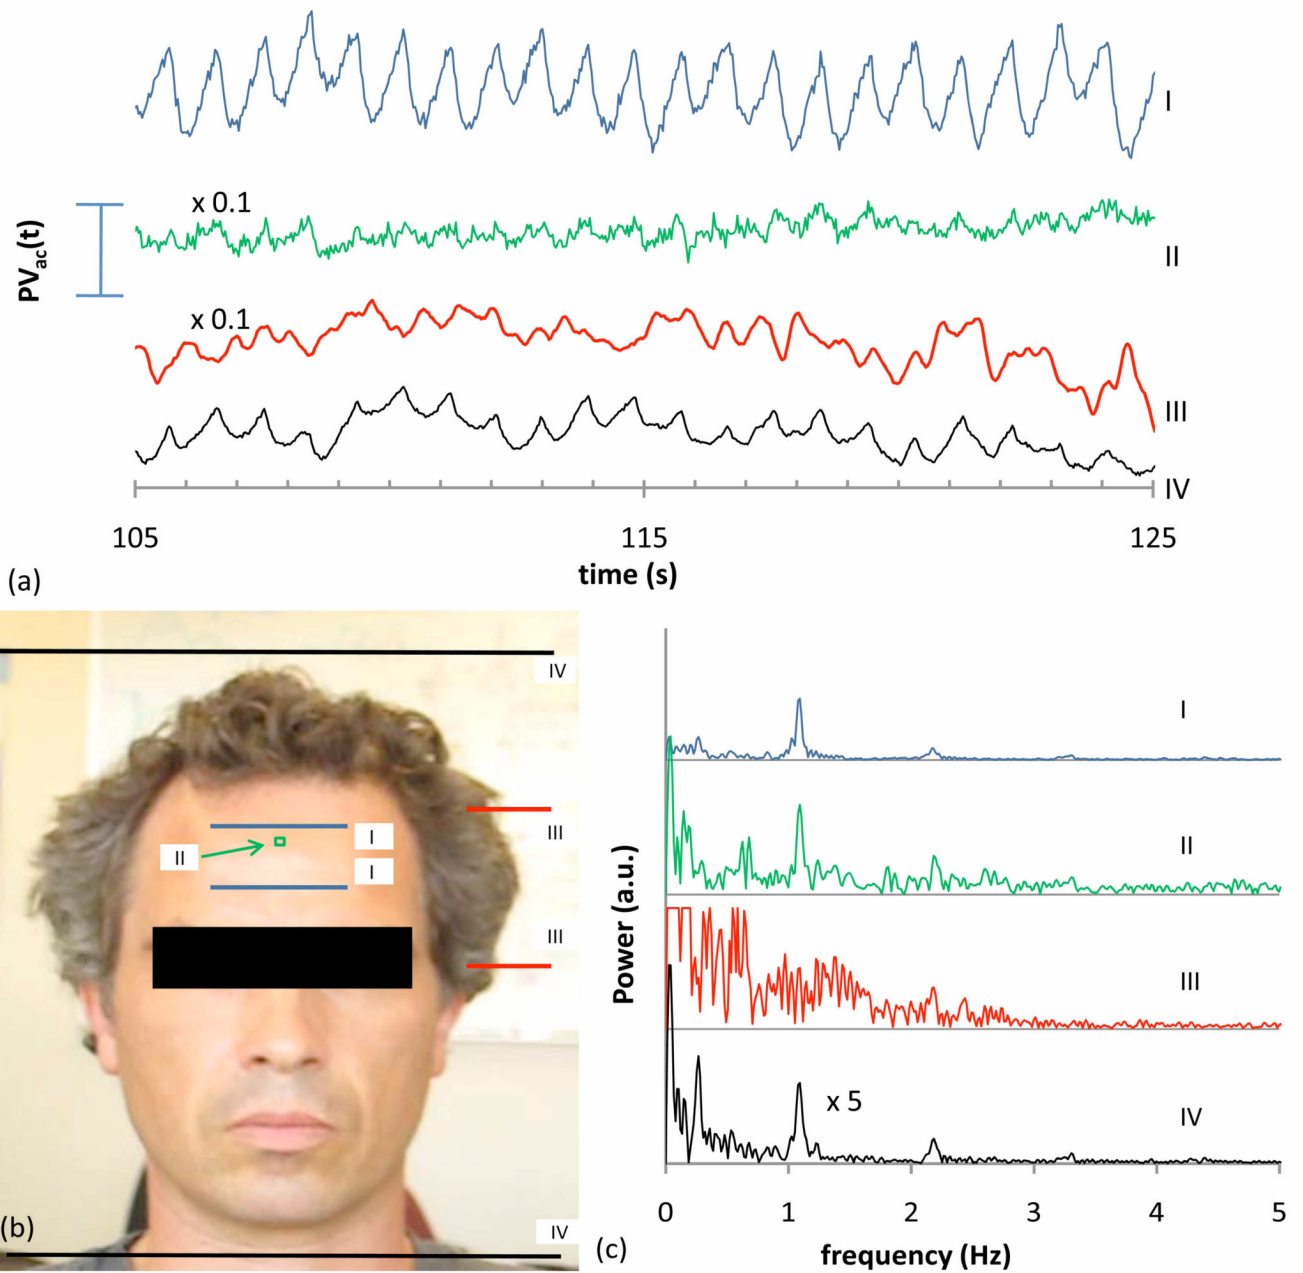 I
x 0.1
PVac(t)
II
x 0.1
III
IV
105 115 125
time (s)
(a)
IV
I
III
II
I
III
IV
(b)
I
II
Power (a.u.)
III
x 5
IV
0 1 2 3 4 5
frequency (Hz)
(c)